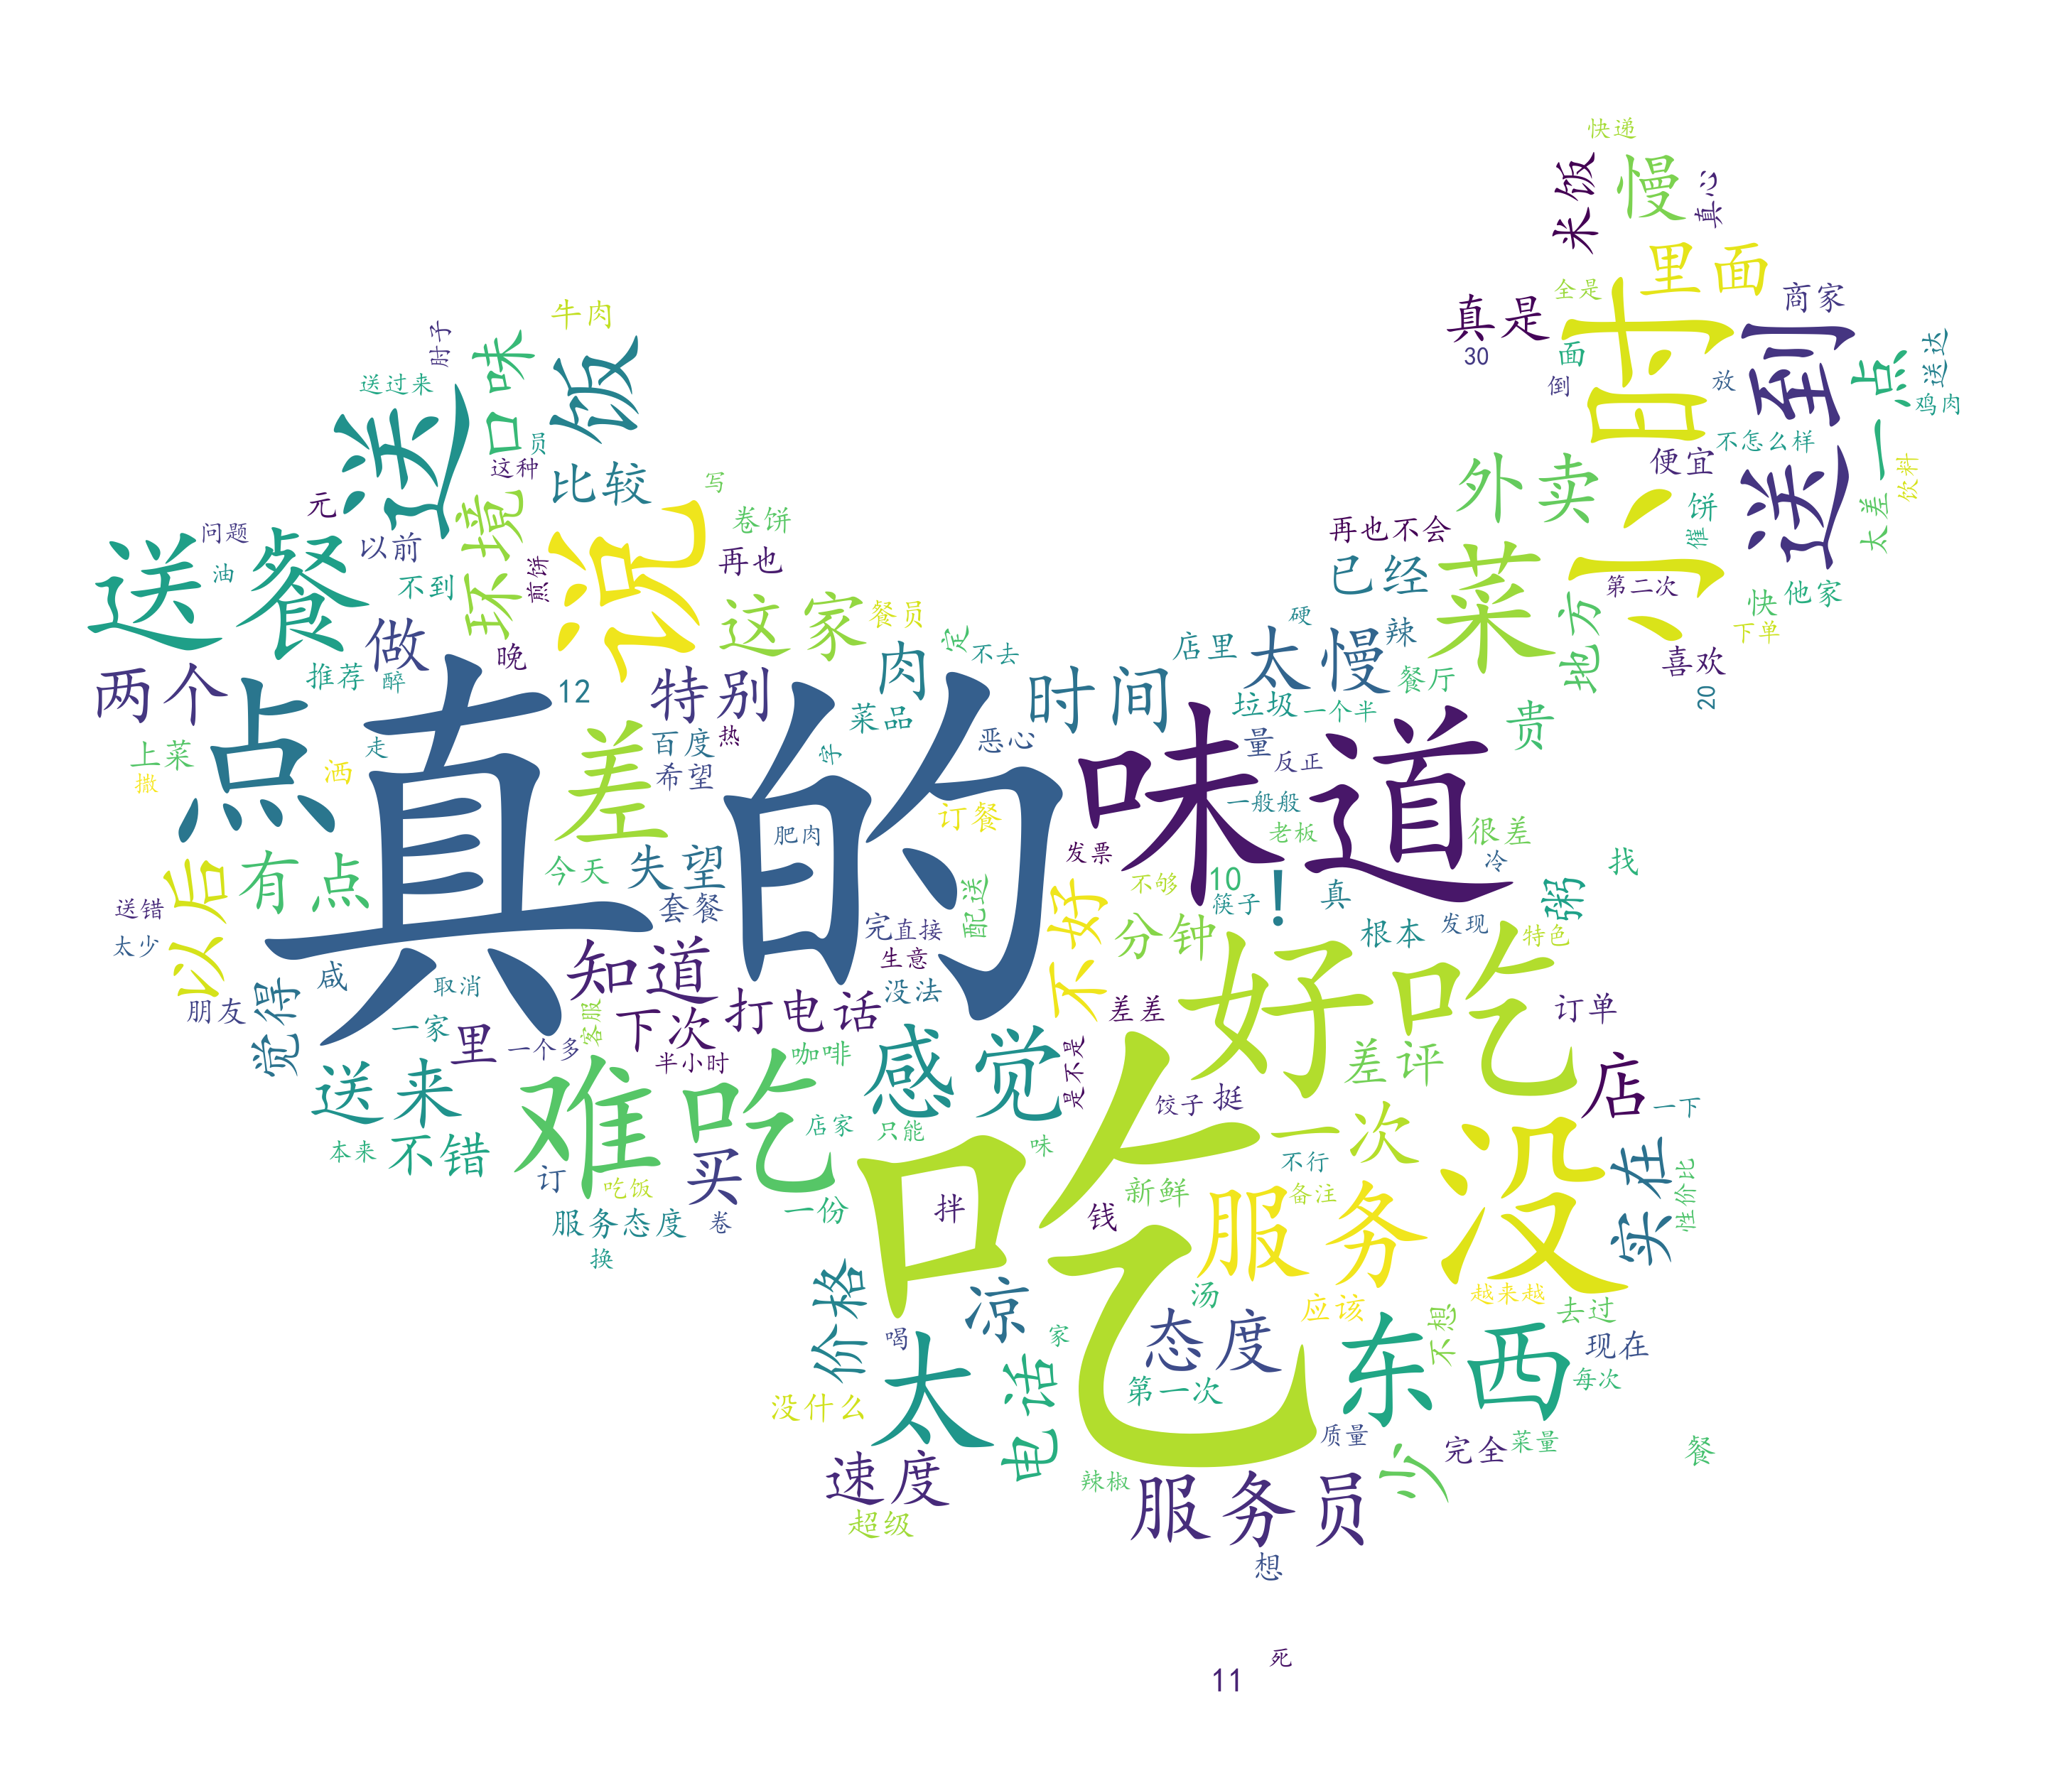 快递
米饭
慢
真心
里面
全是
商家
真是
30
面
倒
放
小时
送到
一点
送达
鸡肉
不怎么样
便宜
饼
催
太差
饮料
外卖
再也不会
已经
菜
第二次
快
他家
下单
地方
喜欢
20
牛肉
肘子
口味
饭
送过来
送
员
这种
比较
写
元
环境
卷饼
说
问题
以前
再也
送餐
油
不到
煎饼
这家
餐员
定
不去
做
晚
推荐
醉
12
两个
特别
肉
菜品
时间
店里
太慢
硬
辣
餐厅
垃圾
一个半
贵
上菜
撒
洒
走
点
真的
差
百度
热
希望
字
恶心
味道
量
反正
一般般
老板
很差
冷
找
肥肉
订餐
以后
有点
今天
失望
套餐
发票
不够
10
筷子
!
真
粥
送错
太少
咸
知道
完
直接
生意
配送
不好
分钟
根本
发现
特色
朋友
觉得
取消
一家
里
一个多
客服
下次
打电话
半小时
没法
差差
好吃
订单
送来
咖啡
感觉
是不是
差评
店
一下
本来
不错
难吃
店家
只能
味
饺子
挺
一次
没
订
吃饭
买
一份
吃
新鲜
不行
备注
实在
性价比
服务态度
卷
换
拌
钱
服务
价格
凉
汤
应该
越来越
去过
喝
家
态度
东西
不想
现在
没什么
太
电话
第一次
每次
速度
质量
少
完全
菜量
餐
超级
辣椒
服务员
想
死
11